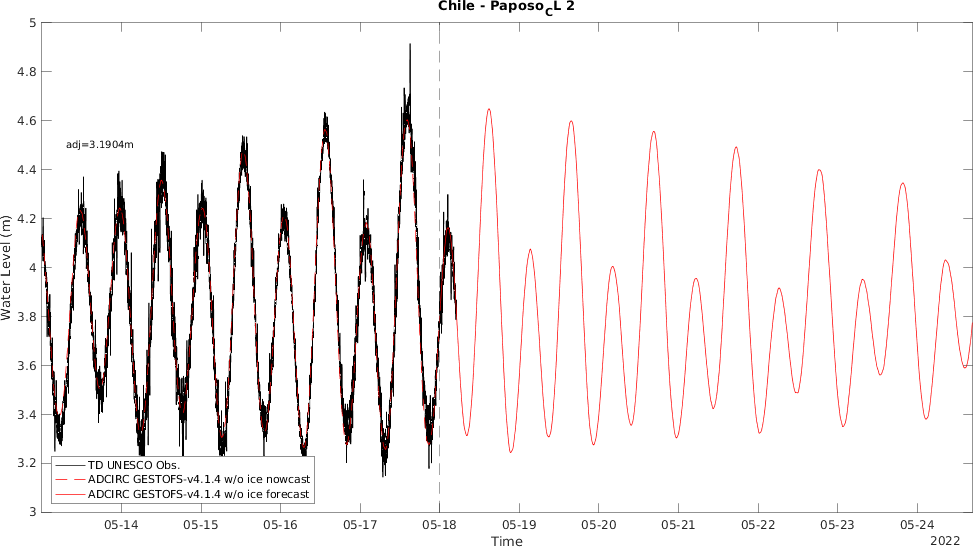 Chile - Paposo_CL 2
5
4.8
4.6
4.4
4.2
4
3.8
3.6
3.4
3.2
3
Water Level (m)
adj=3.1904m
TD UNESCO Obs.
ADCIRC GESTOFS-v4.1.4 w/o ice nowcast
ADCIRC GESTOFS-v4.1.4 w/o ice forecast
05-14 05-15 05-16 05-17 05-18 05-19 05-20 05-21 05-22 05-23 05-24
Time
2022